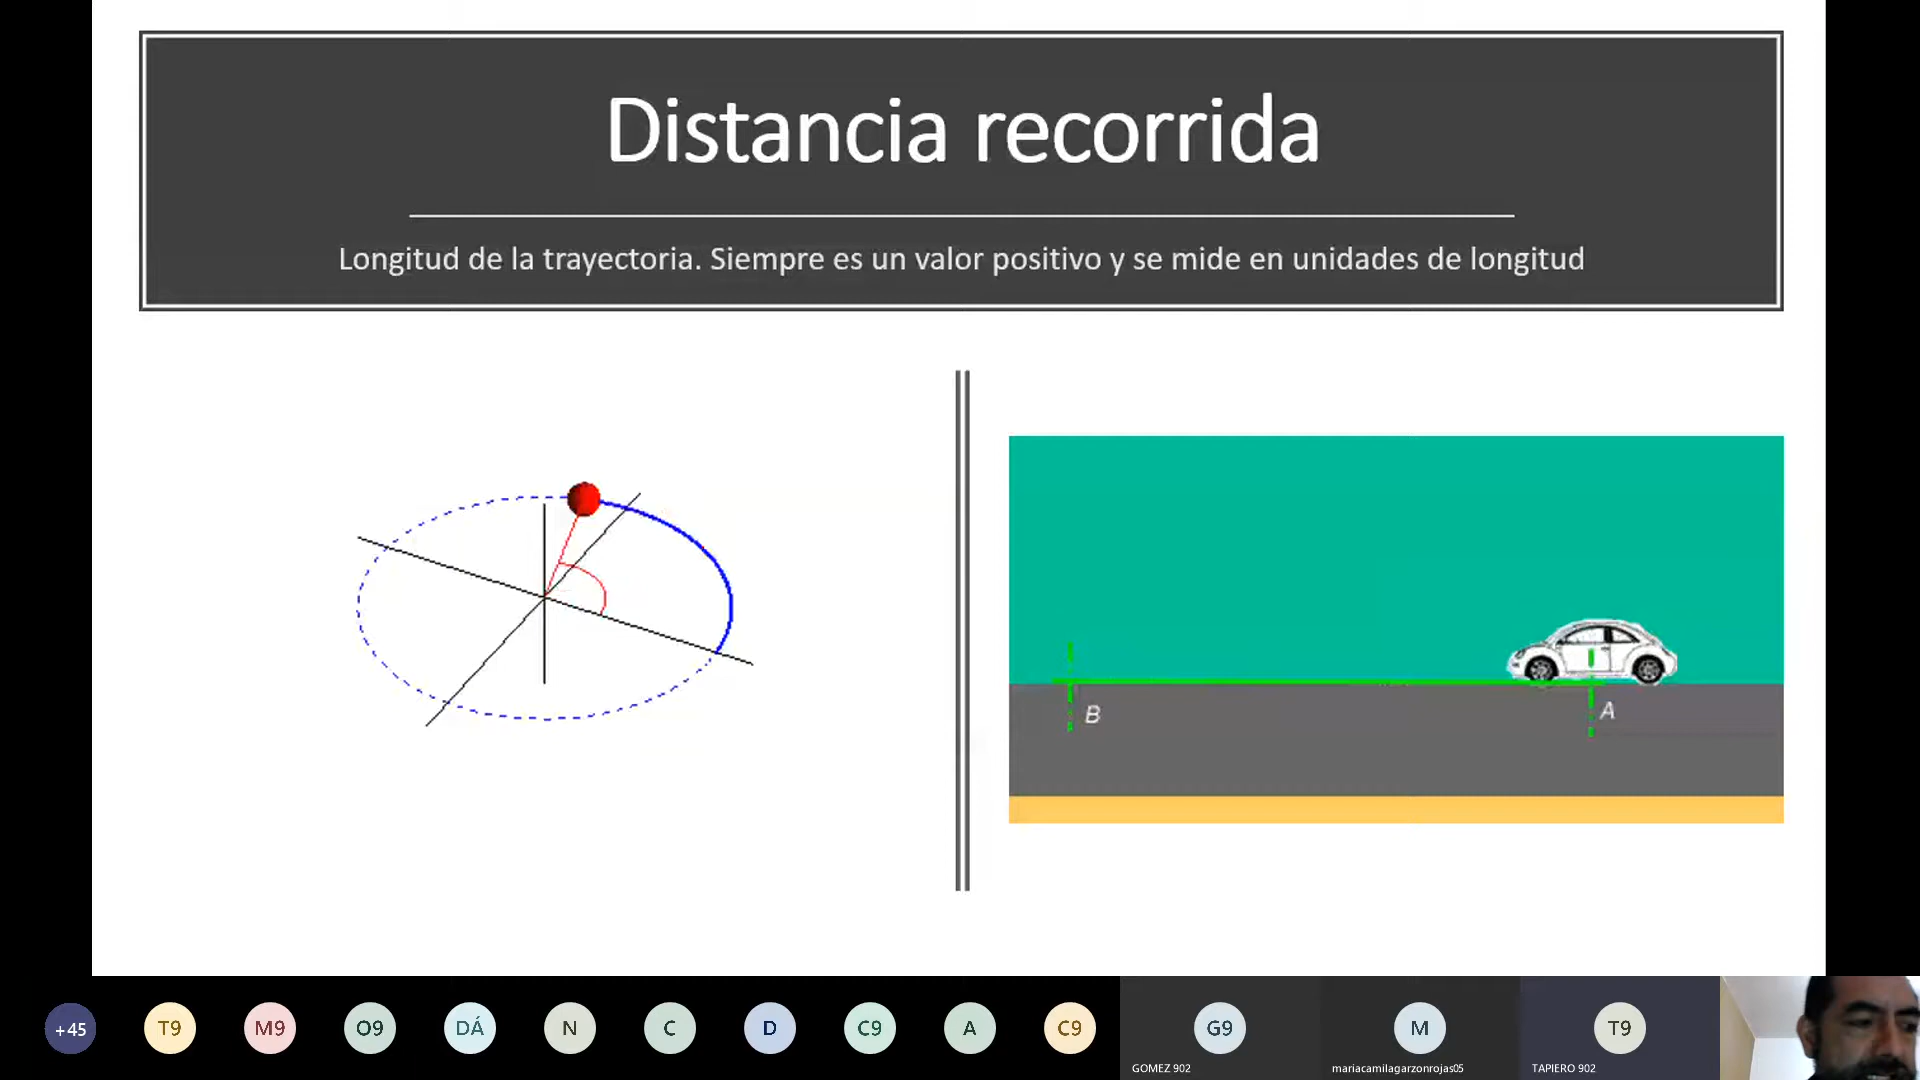 Distancia recorrida
Longitud de la trayectoria. Siempre es un valor positivo y se mide en unidades de longitud
B
A
+45
T9
M9
O9
DÁ
N
C
D
C9
A
C9
G9
M
T9
GOMEZ 902
mariacamilagarzonrojas05
TAPIERO 902